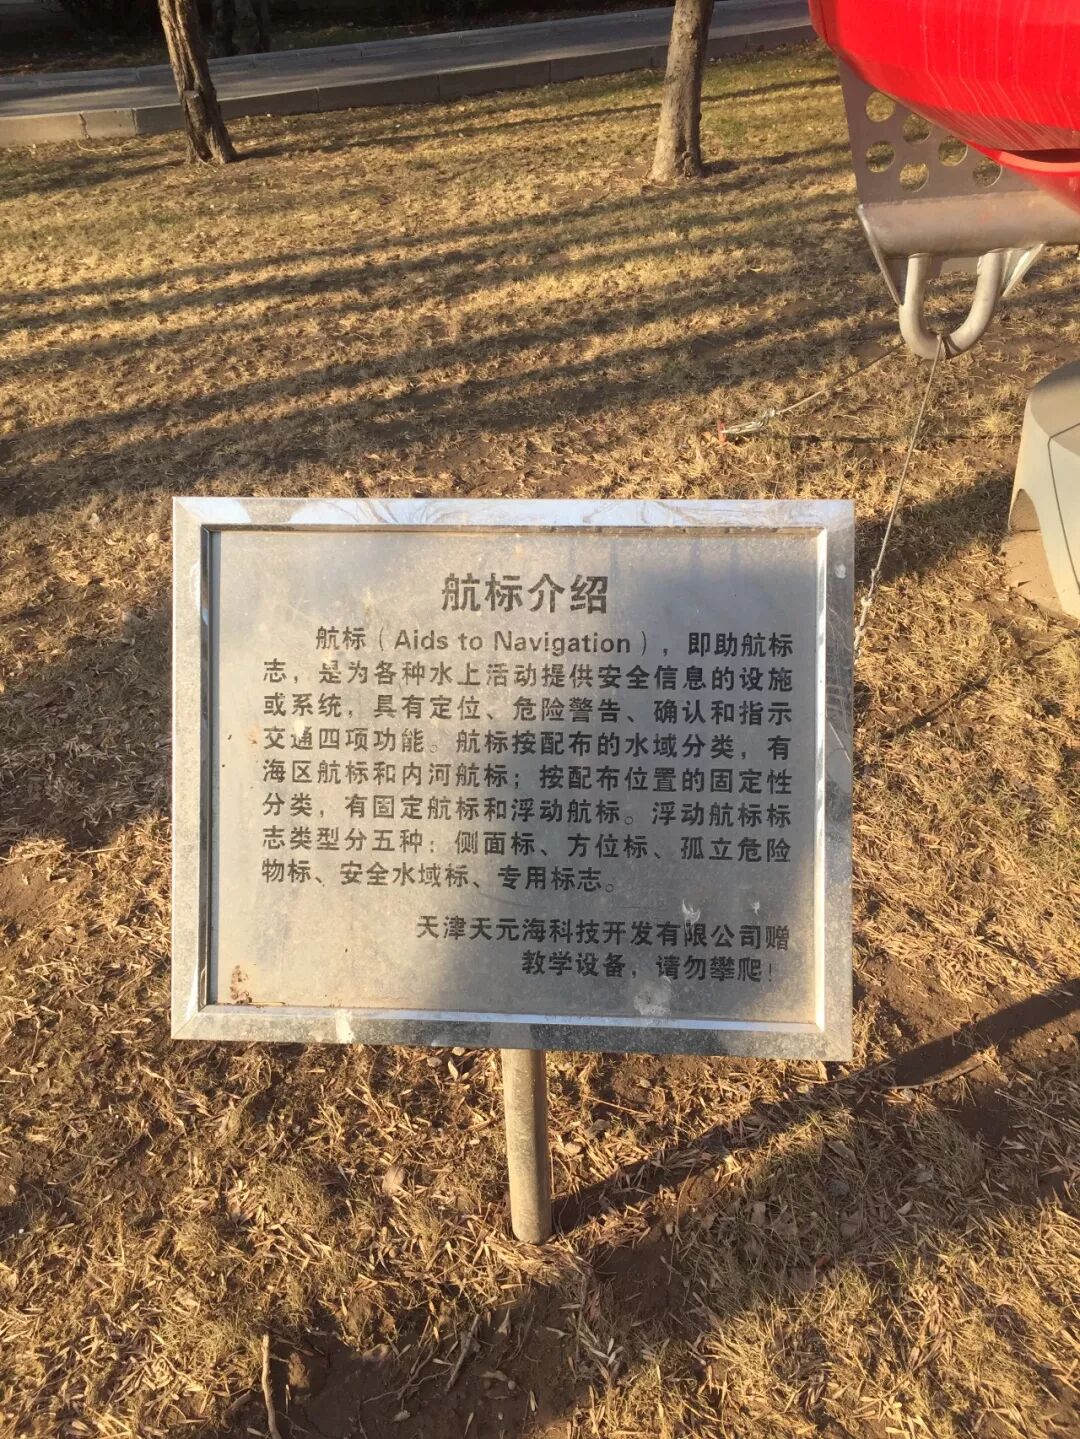 航标介绍
航标（Aids to Navigation），即助航标
志，是为各种水上活动提供安全信息的设施
或系统，具有定位、危险警告、确认和指示
交通四项功能。航标按配布的水域分类，有
海区航标和内河航标；按配布位置的固定性
分类，有固定航标和浮动航标。浮动航标标
志类型分五种：侧面标、方位标、孤立危险
物标、安全水域标、专用标志。
天津天元海科技开发有限公司赠
教学设备，请勿攀爬！